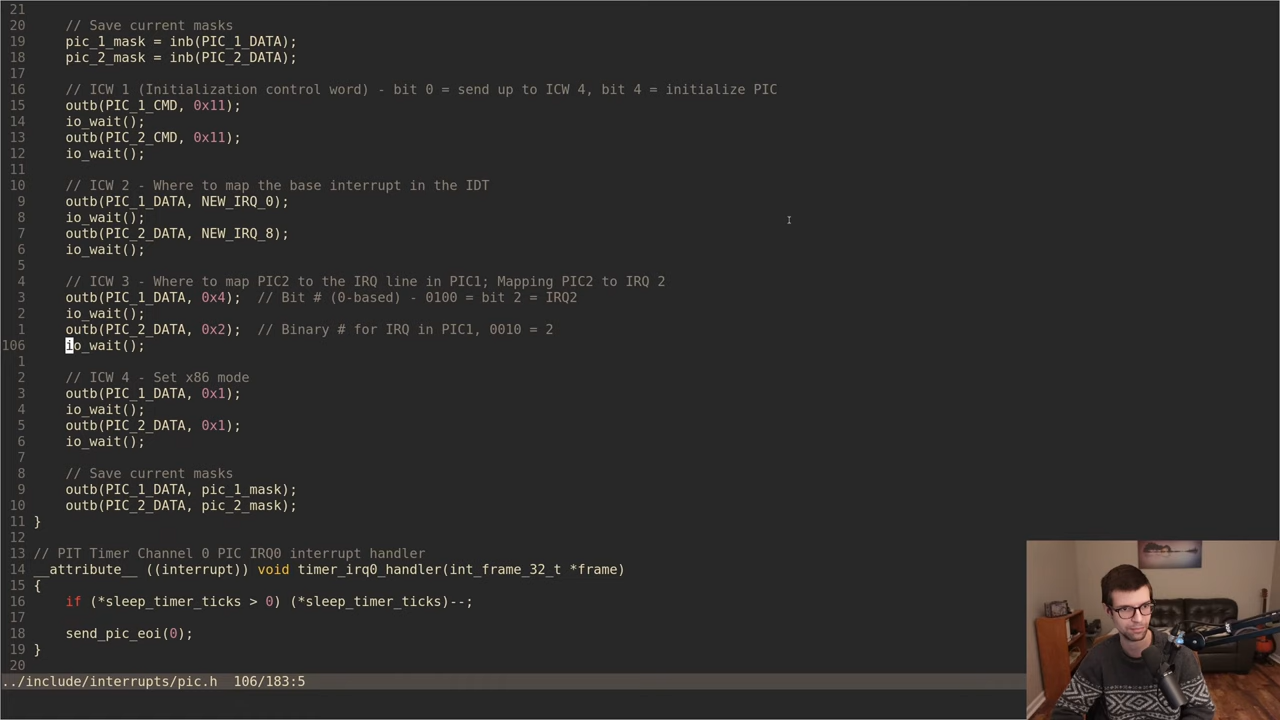 21
20 // Save current masks
19 pic_1_mask = inb(PIC_1_DATA);
18 pic_2_mask = inb(PIC_2_DATA);
17
16 // ICW 1 (Initialization control word) - bit 0 = send up to ICW 4, bit 4 = initialize PIC
15 outb(PIC_1_CMD, 0x11);
14 io_wait();
13 outb(PIC_2_CMD, 0x11);
12 io_wait();
11
10 // ICW 2 - Where to map the base interrupt in the IDT
9 outb(PIC_1_DATA, NEW_IRQ_0);
8 io_wait();
7 outb(PIC_2_DATA, NEW_IRQ_8);
6 io_wait();
5
4 // ICW 3 - Where to map PIC2 to the IRQ line in PIC1; Mapping PIC2 to IRQ 2
3 outb(PIC_1_DATA, 0x4);  // Bit # (0-based) - 0100 = bit 2 = IRQ2
2 io_wait();
1 outb(PIC_2_DATA, 0x2);  // Binary # for IRQ in PIC1, 0010 = 2
106 io_wait();
1
2 // ICW 4 - Set x86 mode
3 outb(PIC_1_DATA, 0x1);
4 io_wait();
5 outb(PIC_2_DATA, 0x1);
6 io_wait();
7
8 // Save current masks
9 outb(PIC_1_DATA, pic_1_mask);
10 outb(PIC_2_DATA, pic_2_mask);
11 }
12
13 // PIT Timer Channel 0 PIC IRQ0 interrupt handler
14 __attribute__ ((interrupt)) void timer_irq0_handler(int_frame_32_t *frame)
15 {
16 if (*sleep_timer_ticks > 0) (*sleep_timer_ticks)--;
17
18 send_pic_eoi(0);
19 }
20
../include/interrupts/pic.h 106/183:5